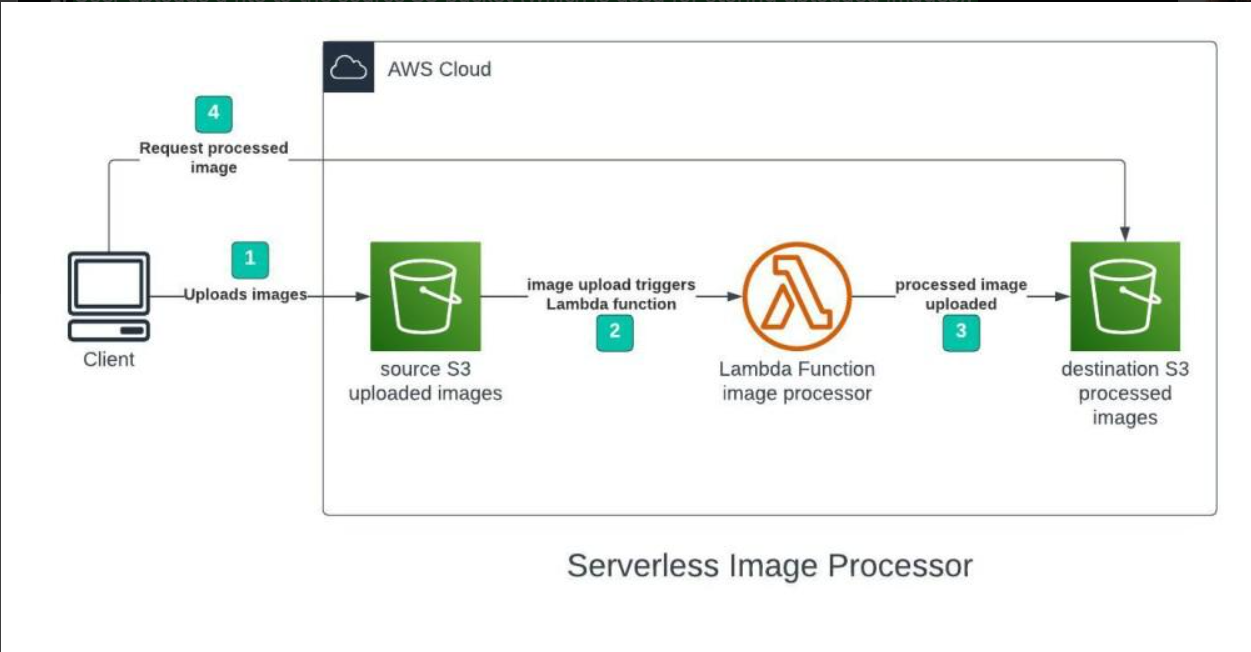 AWS Cloud
4
Request processed
image
1
Uploads images
image upload triggers
Lambda function
2
processed image
uploaded
3
Client
source S3
uploaded images
Lambda Function
image processor
destination S3
processed
images
Serverless Image Processor